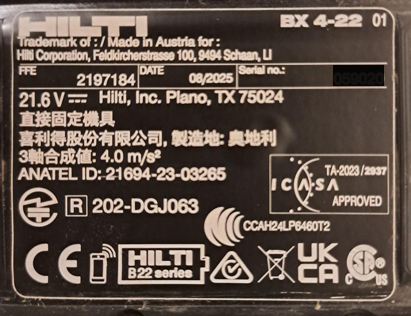 HILTI BX 4-22 01
Trademark of : / Made in Austria for :
Hilti Corporation, Feldkircherstrasse 100, 9494 Schaan, LI
FFE 2197184 DATE 08/2025 Serial no.:
21.6 V Hilti, Inc. Plano, TX 75024
直接固定機具
喜利得股份有限公司, 製造地: 奧地利
3軸合成値: 4.0 m/s²
ANATEL ID: 21694-23-03265
ICASA TA-2023/2937 APPROVED
R 202-DGJ063
CCAH24LP6460T2
CE HILTI B22 series UKCA CSA C US